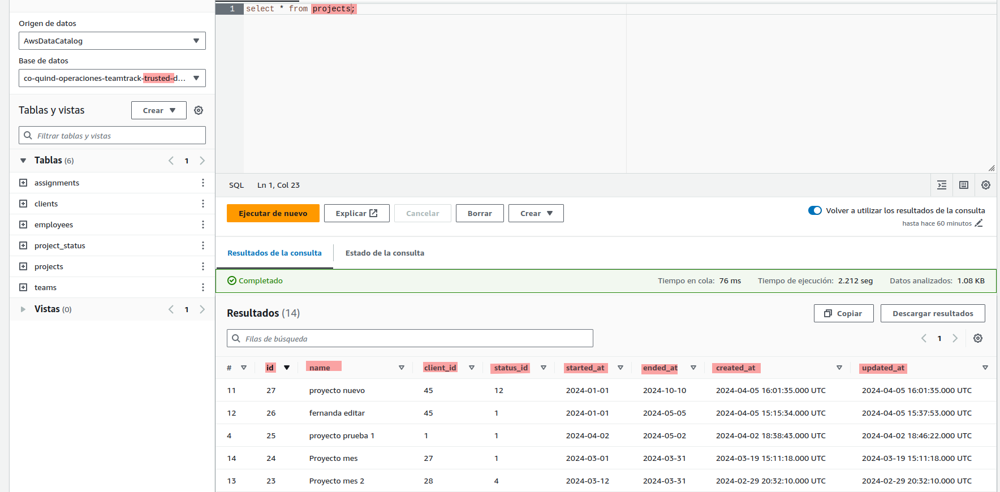 1 select * from projects;
Origen de datos
AwsDataCatalog
Base de datos
co-quind-operaciones-teamtrack-trusted-d...
Tablas y vistas
Crear
Filtrar tablas y vistas
Tablas (6)
1
assignments
clients
employees
project_status
projects
teams
Vistas (0)
1
SQL Ln 1, Col 23
Ejecutar de nuevo
Explicar
Cancelar
Borrar
Crear
Volver a utilizar los resultados de la consulta
hasta hace 60 minutos
Resultados de la consulta
Estado de la consulta
Completado
Tiempo en cola: 76 ms
Tiempo de ejecución: 2.212 seg
Datos analizados: 1.08 KB
Resultados (14)
Copiar
Descargar resultados
Filas de búsqueda
1
# id name client_id status_id started_at ended_at created_at updated_at
11 27 proyecto nuevo 45 12 2024-01-01 2024-10-10 2024-04-05 16:01:35.000 UTC 2024-04-05 16:01:35.000 UTC
12 26 fernanda editar 45 1 2024-01-01 2024-05-05 2024-04-05 15:15:34.000 UTC 2024-04-05 15:37:53.000 UTC
4 25 proyecto prueba 1 1 1 2024-04-02 2024-05-02 2024-04-02 18:38:43.000 UTC 2024-04-02 18:46:22.000 UTC
14 24 Proyecto mes 27 1 2024-03-01 2024-03-31 2024-03-19 15:11:18.000 UTC 2024-03-19 15:11:18.000 UTC
13 23 Proyecto mes 2 28 4 2024-03-12 2024-03-31 2024-02-29 20:32:10.000 UTC 2024-02-29 20:32:10.000 UTC